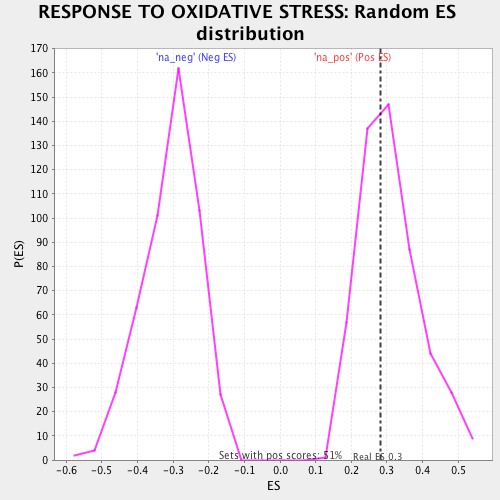 RESPONSE TO OXIDATIVE STRESS: Random ES
distribution
'na_neg' (Neg ES)
'na_pos' (Pos ES)
170
160
150
140
130
120
110
100
90
80
70
60
50
40
30
20
10
0
P(ES)
Sets with pos scores: 51%
Real ES 0.3
-0.6 -0.5 -0.4 -0.3 -0.2 -0.1 0.0 0.1 0.2 0.3 0.4 0.5
ES